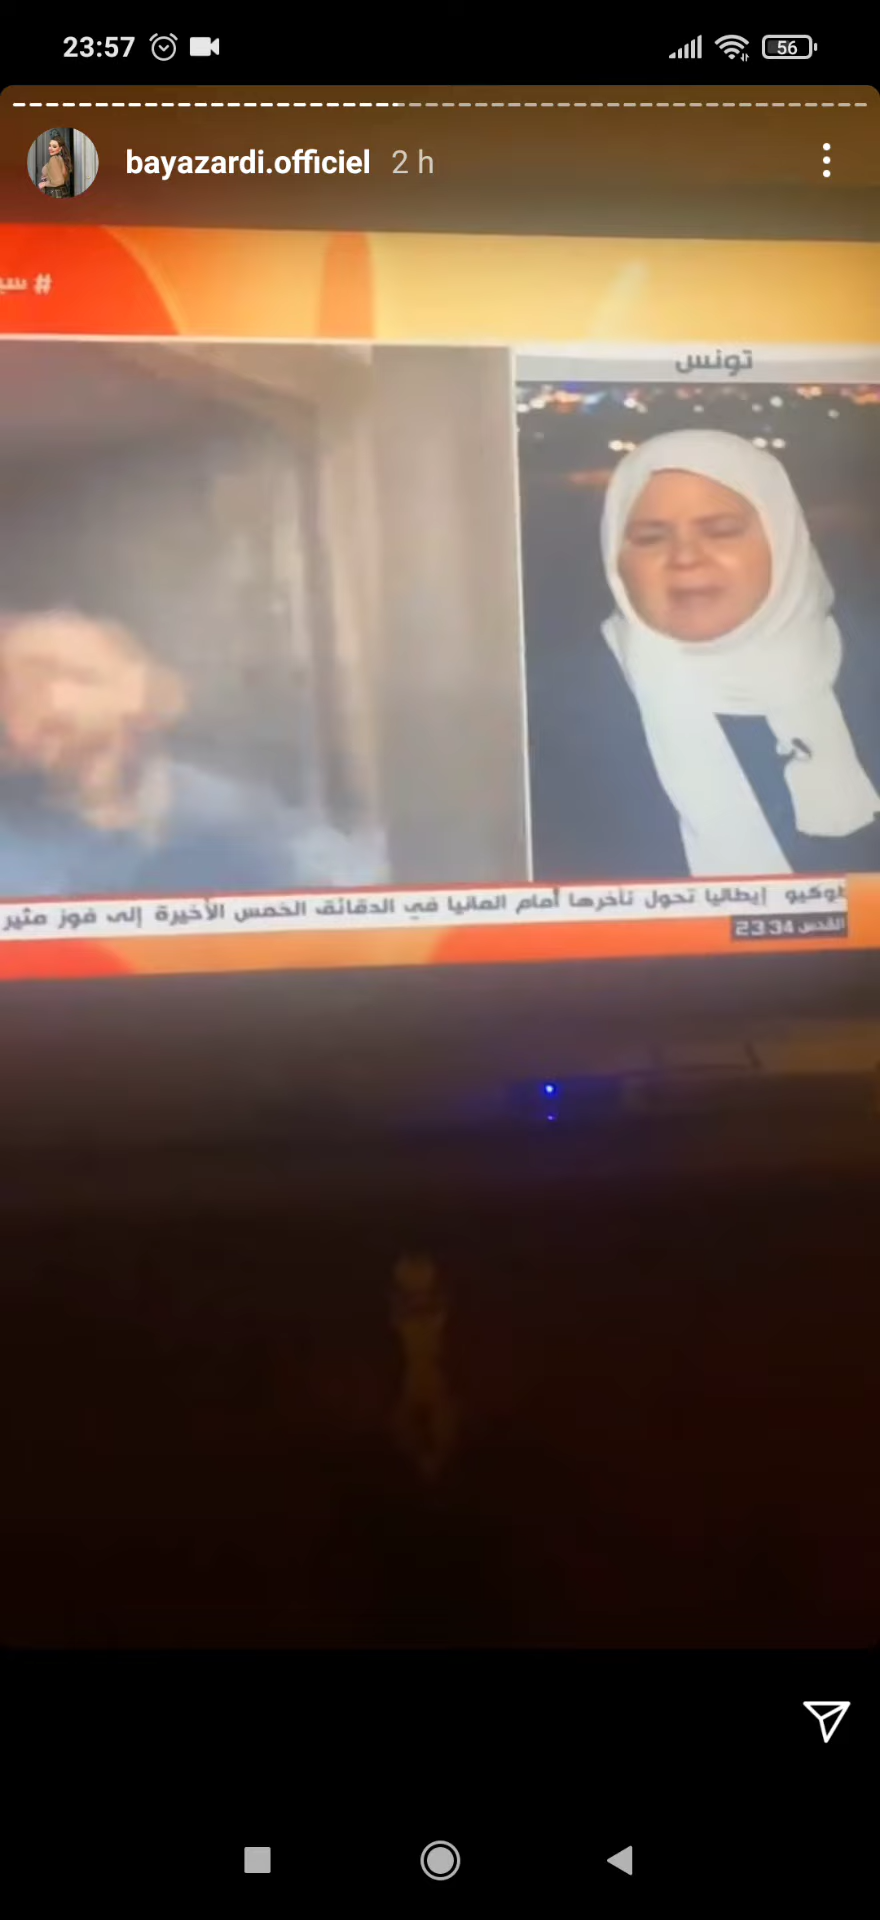 23:57
56
bayazardi.officiel 2 h
تونس
إيطاليا تحول تأخرها أمام المانيا في الدقائق الخمس الأخيرة إلى فوز مثير
القدس 23:34